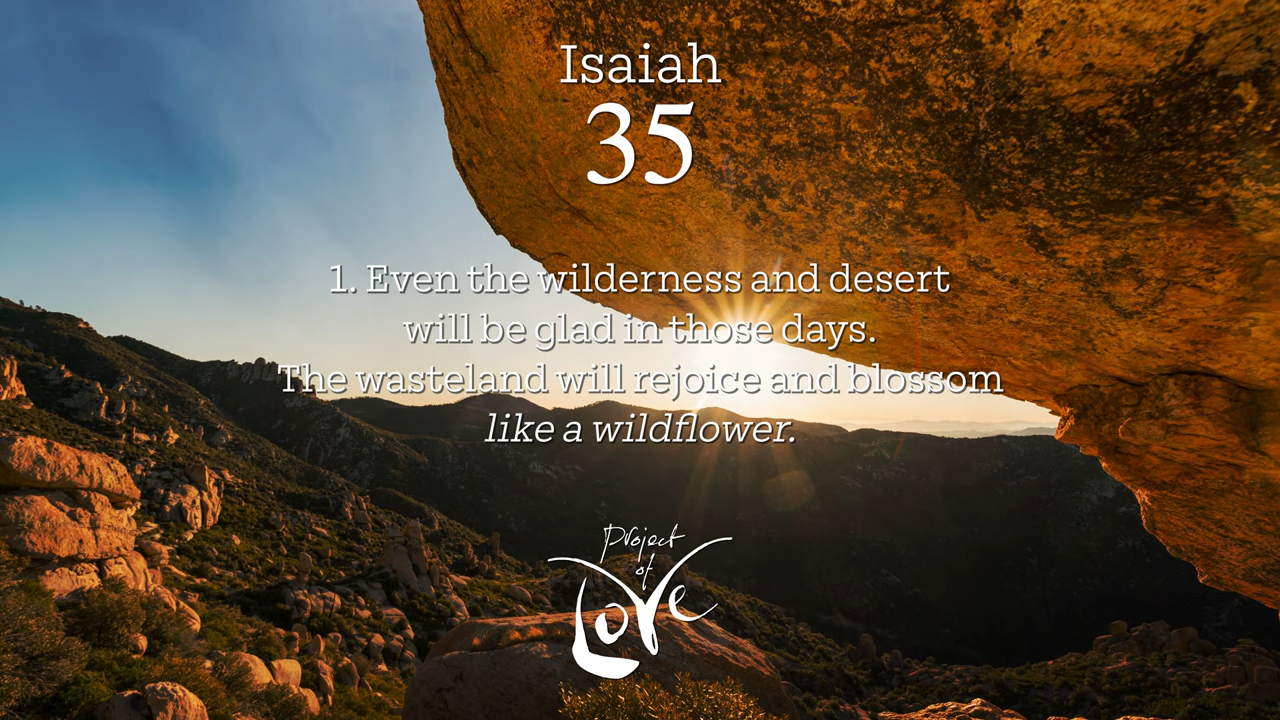 Isaiah
35
1. Even the wilderness and desert
will be glad in those days.
The wasteland will rejoice and blossom
like a wildflower.
project
of
Love